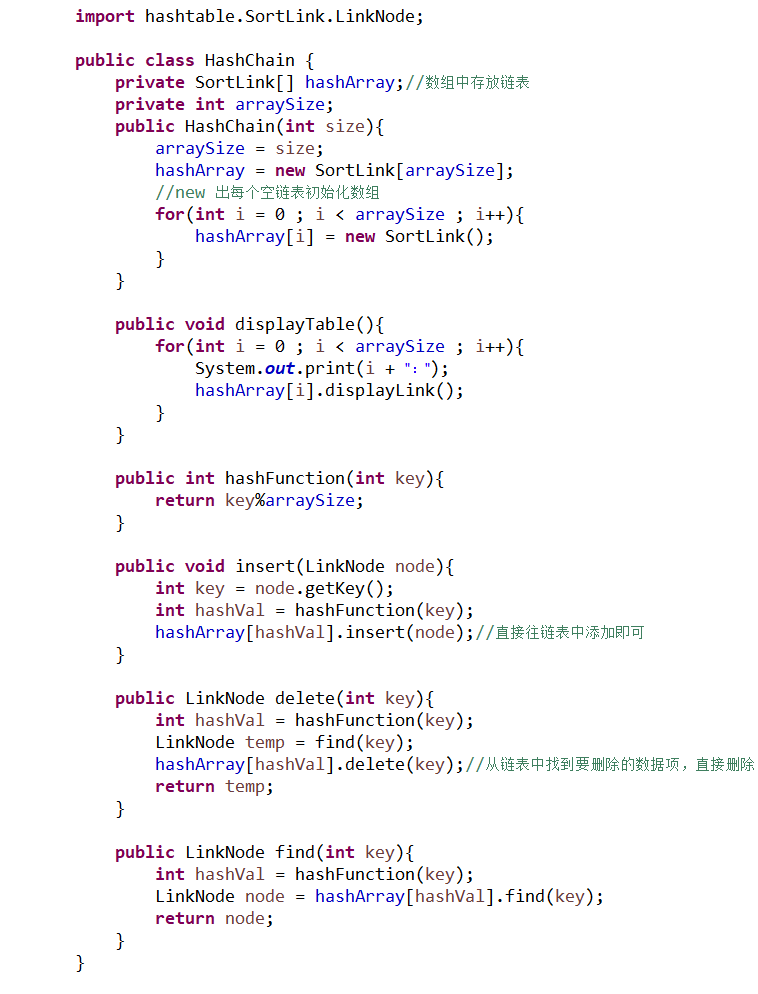 import hashtable.SortLink.LinkNode;

public class HashChain {
    private SortLink[] hashArray;//数组中存放链表
    private int arraySize;
    public HashChain(int size){
        arraySize = size;
        hashArray = new SortLink[arraySize];
        //new 出每个空链表初始化数组
        for(int i = 0 ; i < arraySize ; i++){
            hashArray[i] = new SortLink();
        }
    }

    public void displayTable(){
        for(int i = 0 ; i < arraySize ; i++){
            System.out.print(i + "：");
            hashArray[i].displayLink();
        }
    }

    public int hashFunction(int key){
        return key%arraySize;
    }

    public void insert(LinkNode node){
        int key = node.getKey();
        int hashVal = hashFunction(key);
        hashArray[hashVal].insert(node);//直接往链表中添加即可
    }

    public LinkNode delete(int key){
        int hashVal = hashFunction(key);
        LinkNode temp = find(key);
        hashArray[hashVal].delete(key);//从链表中找到要删除的数据项，直接删除
        return temp;
    }

    public LinkNode find(int key){
        int hashVal = hashFunction(key);
        LinkNode node = hashArray[hashVal].find(key);
        return node;
    }
}